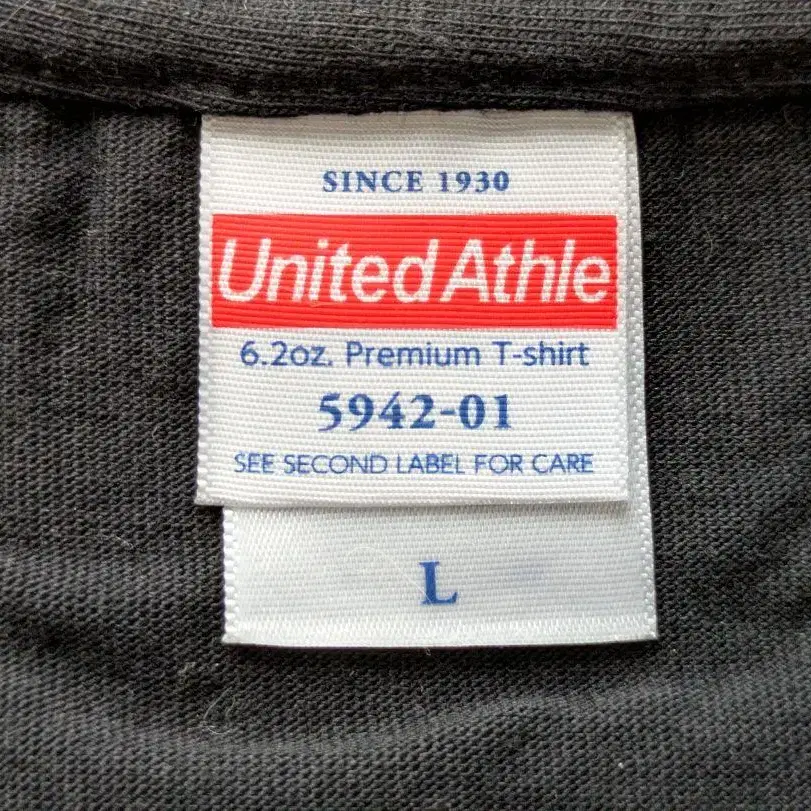 SINCE 1930
United Athle
6.2oz. Premium T-shirt
5942-01
SEE SECOND LABEL FOR CARE
L